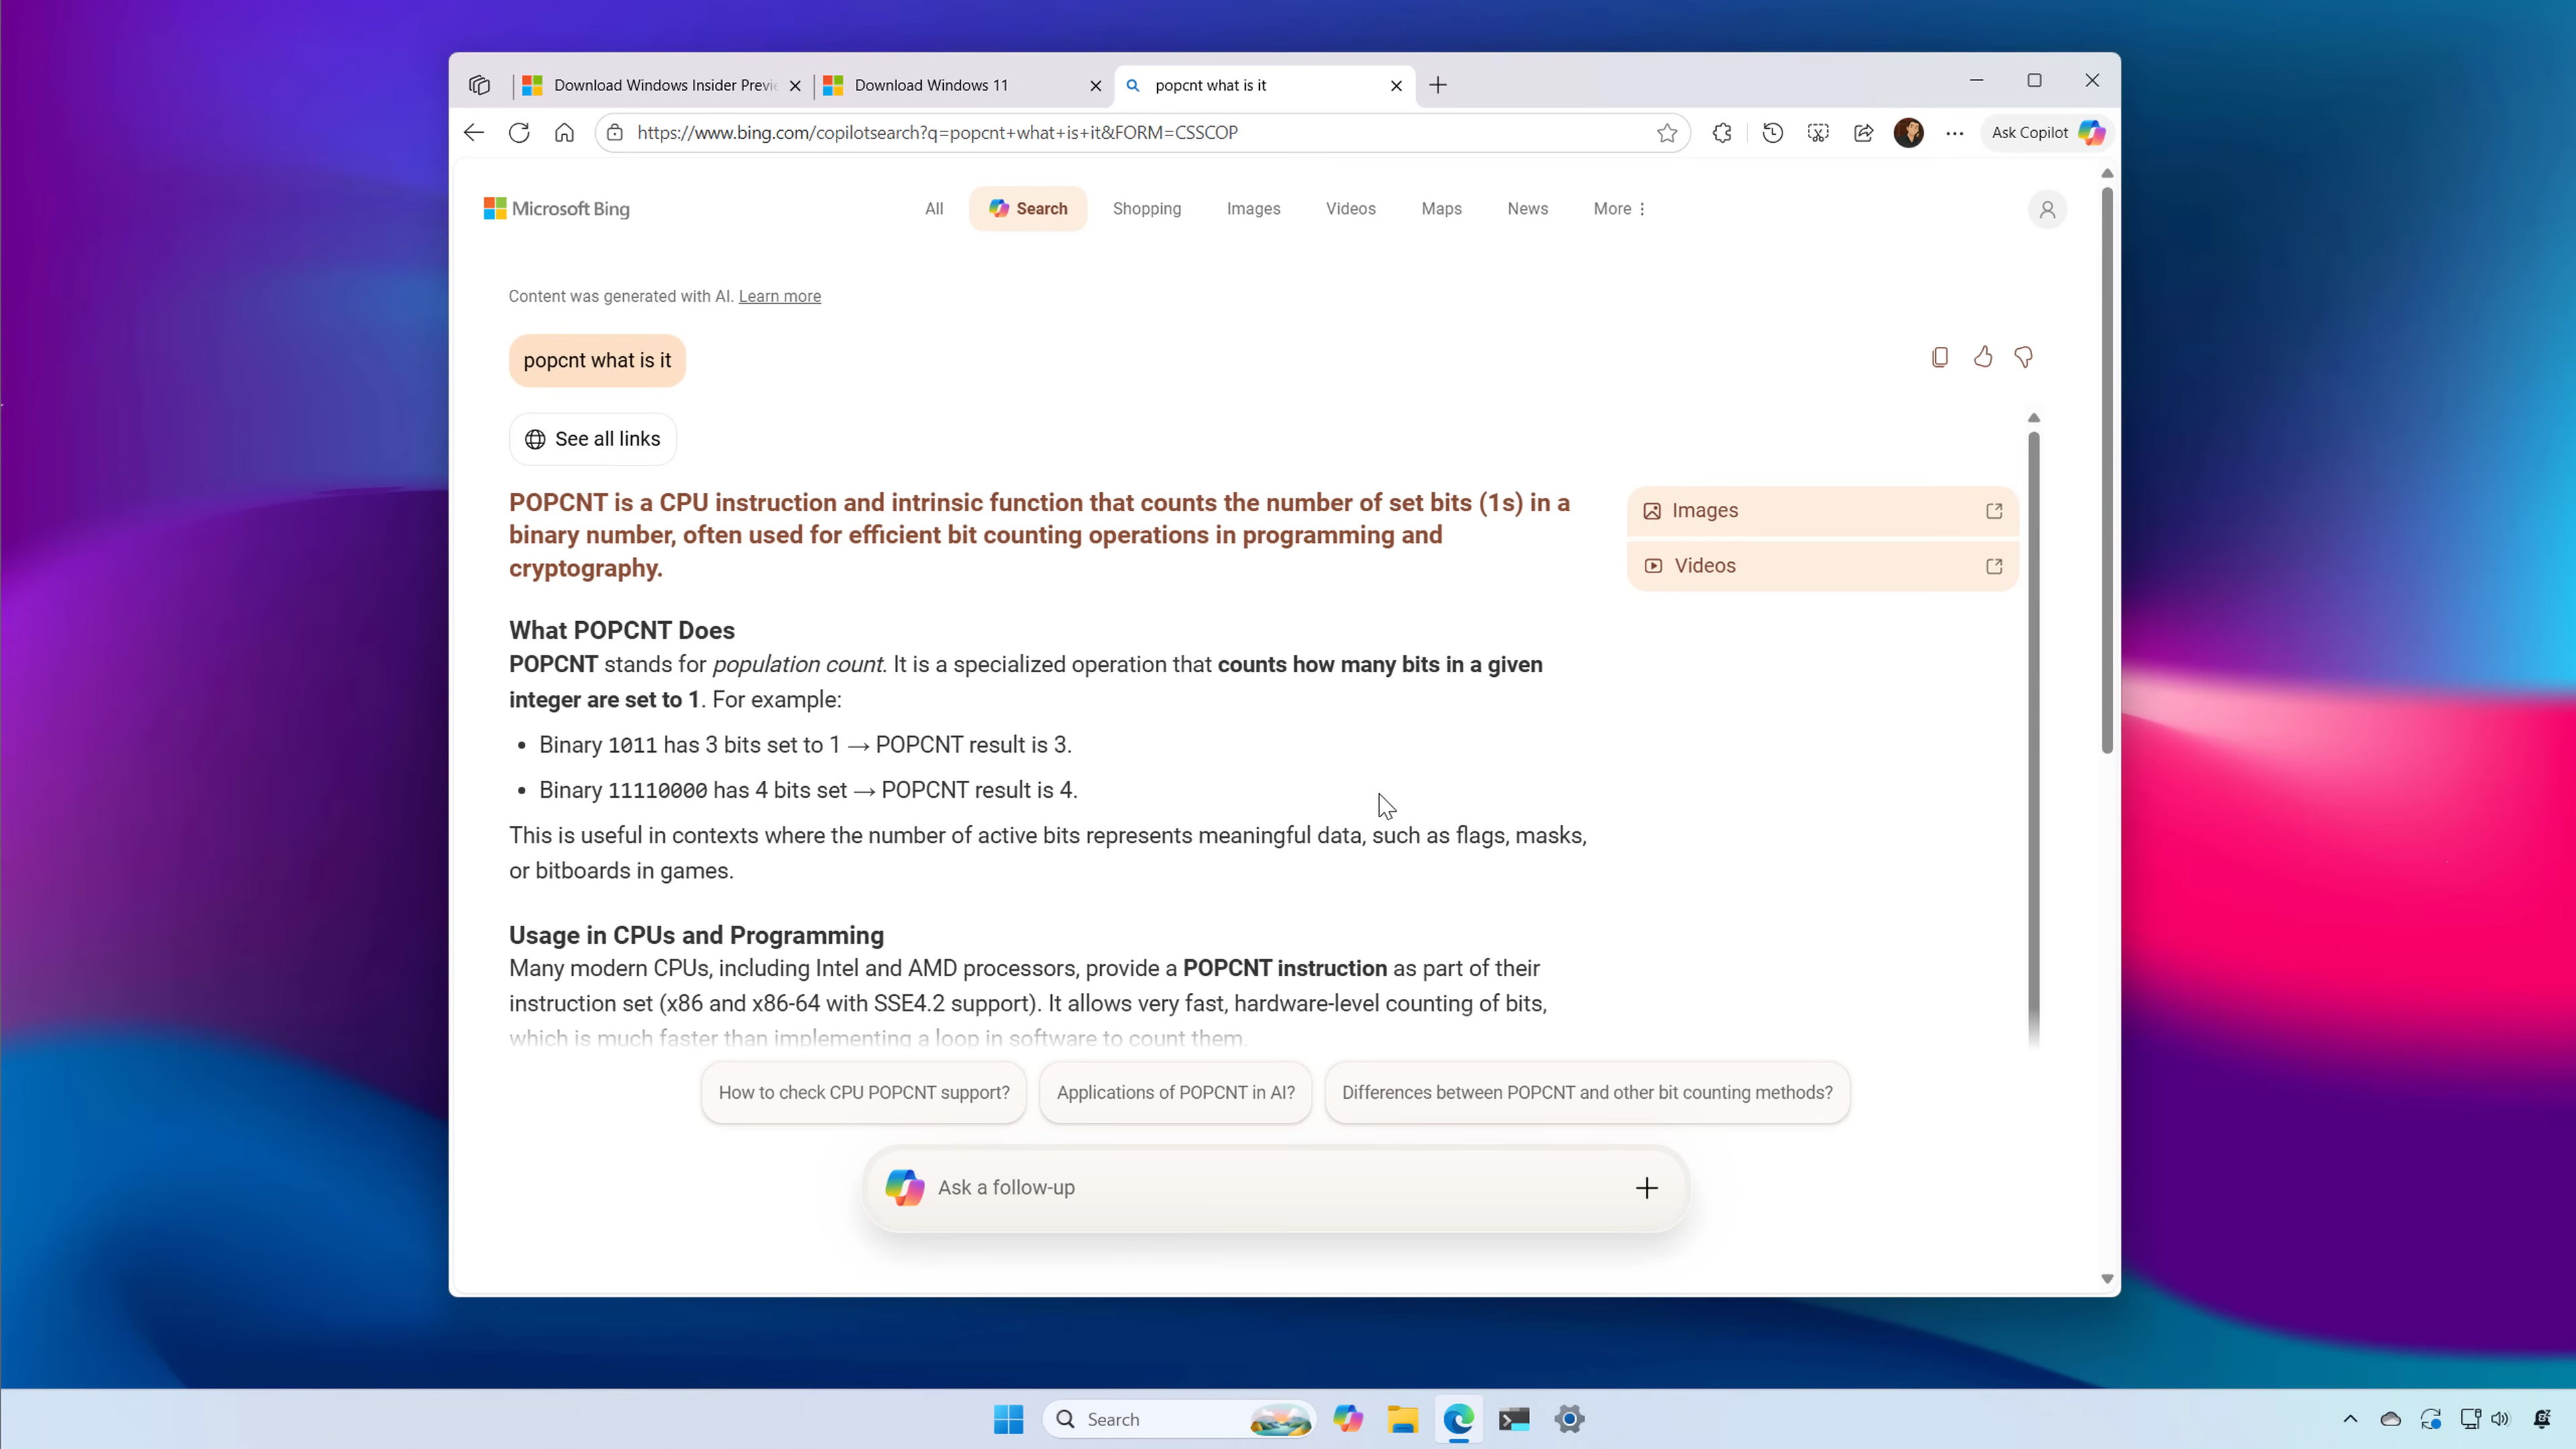 Download Windows Insider Previe
Download Windows 11
popcnt what is it
https://www.bing.com/copilotsearch?q=popcnt+what+is+it&FORM=CSSCOP
Ask Copilot
Microsoft Bing
All
Search
Shopping
Images
Videos
Maps
News
More
Content was generated with AI. Learn more
popcnt what is it
See all links
POPCNT is a CPU instruction and intrinsic function that counts the number of set bits (1s) in a
binary number, often used for efficient bit counting operations in programming and
cryptography.
Images
Videos
What POPCNT Does
POPCNT stands for population count. It is a specialized operation that counts how many bits in a given
integer are set to 1. For example:
• Binary 1011 has 3 bits set to 1 → POPCNT result is 3.
• Binary 11110000 has 4 bits set → POPCNT result is 4.
This is useful in contexts where the number of active bits represents meaningful data, such as flags, masks,
or bitboards in games.
Usage in CPUs and Programming
Many modern CPUs, including Intel and AMD processors, provide a POPCNT instruction as part of their
instruction set (x86 and x86-64 with SSE4.2 support). It allows very fast, hardware-level counting of bits,
which is much faster than implementing a loop in software to count them.
How to check CPU POPCNT support?
Applications of POPCNT in AI?
Differences between POPCNT and other bit counting methods?
Ask a follow-up
Search